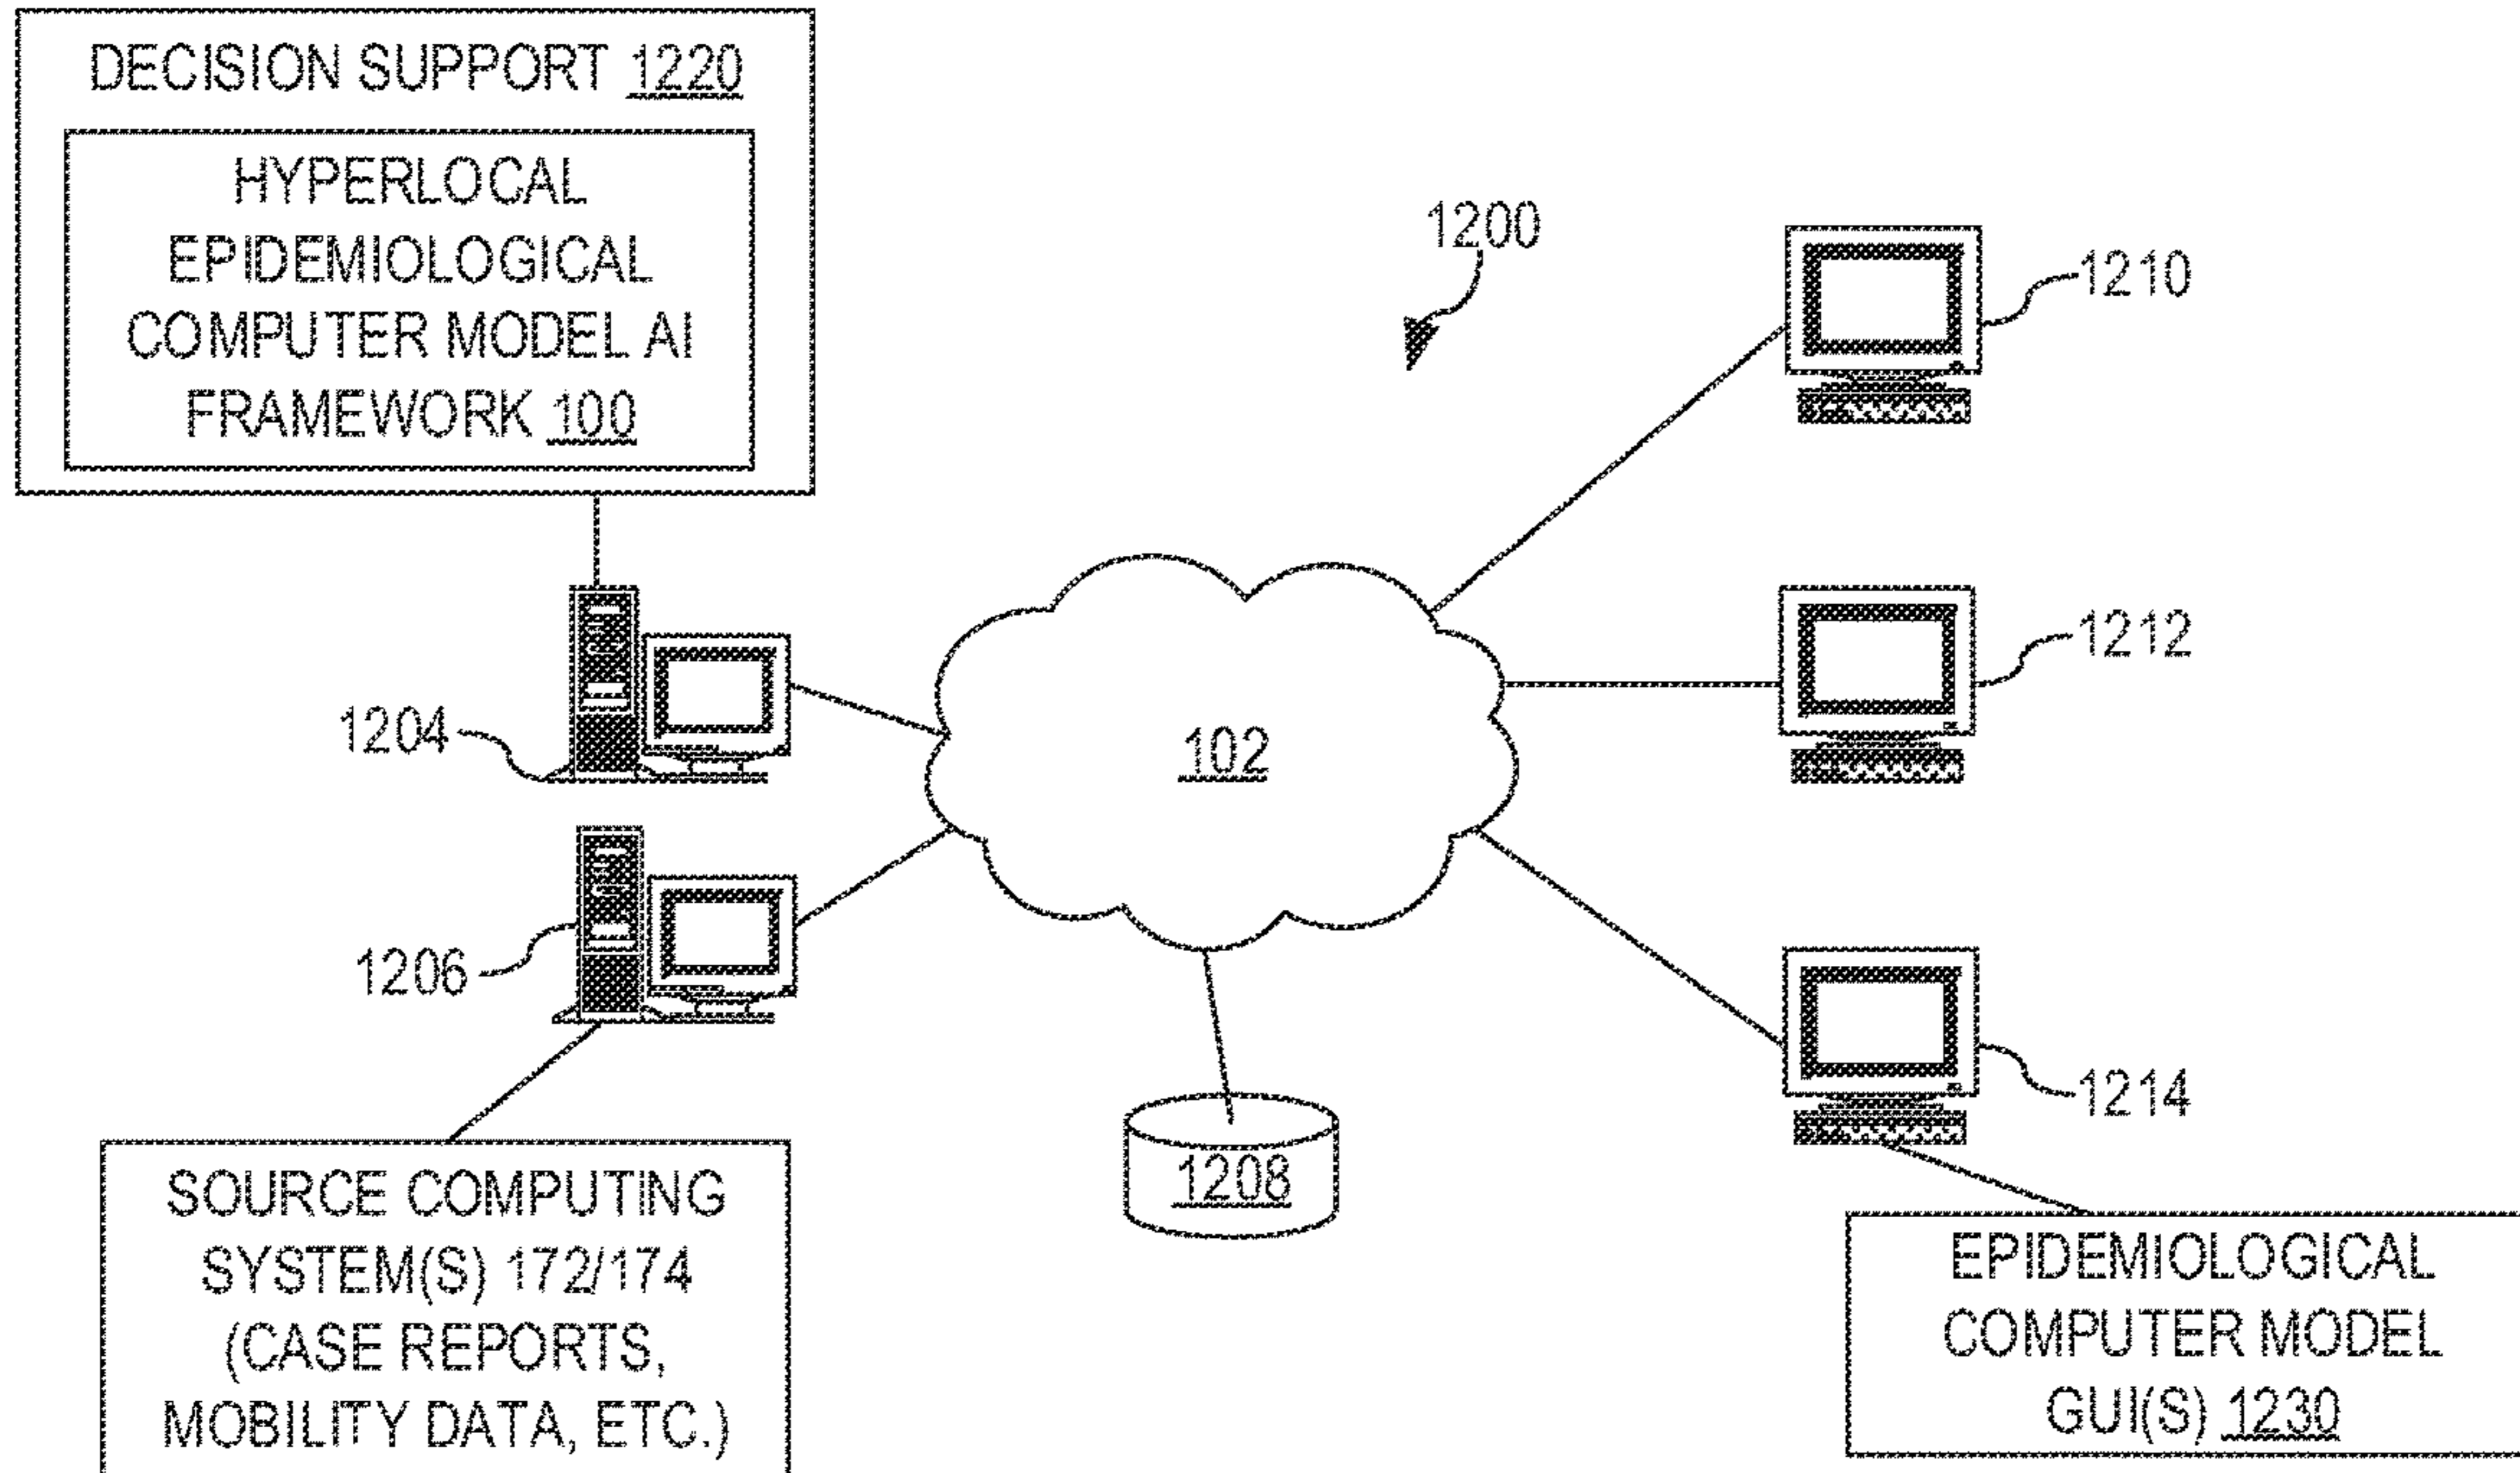 DECISION SUPPORT 1220
HYPERLOCAL
EPIDEMIOLOGICAL
COMPUTER MODEL AI
FRAMEWORK 100
1200
1210
1212
1204
102
1206
1214
1208
SOURCE COMPUTING
SYSTEM(S) 172/174
(CASE REPORTS,
MOBILITY DATA, ETC.)
EPIDEMIOLOGICAL
COMPUTER MODEL
GUI(S) 1230